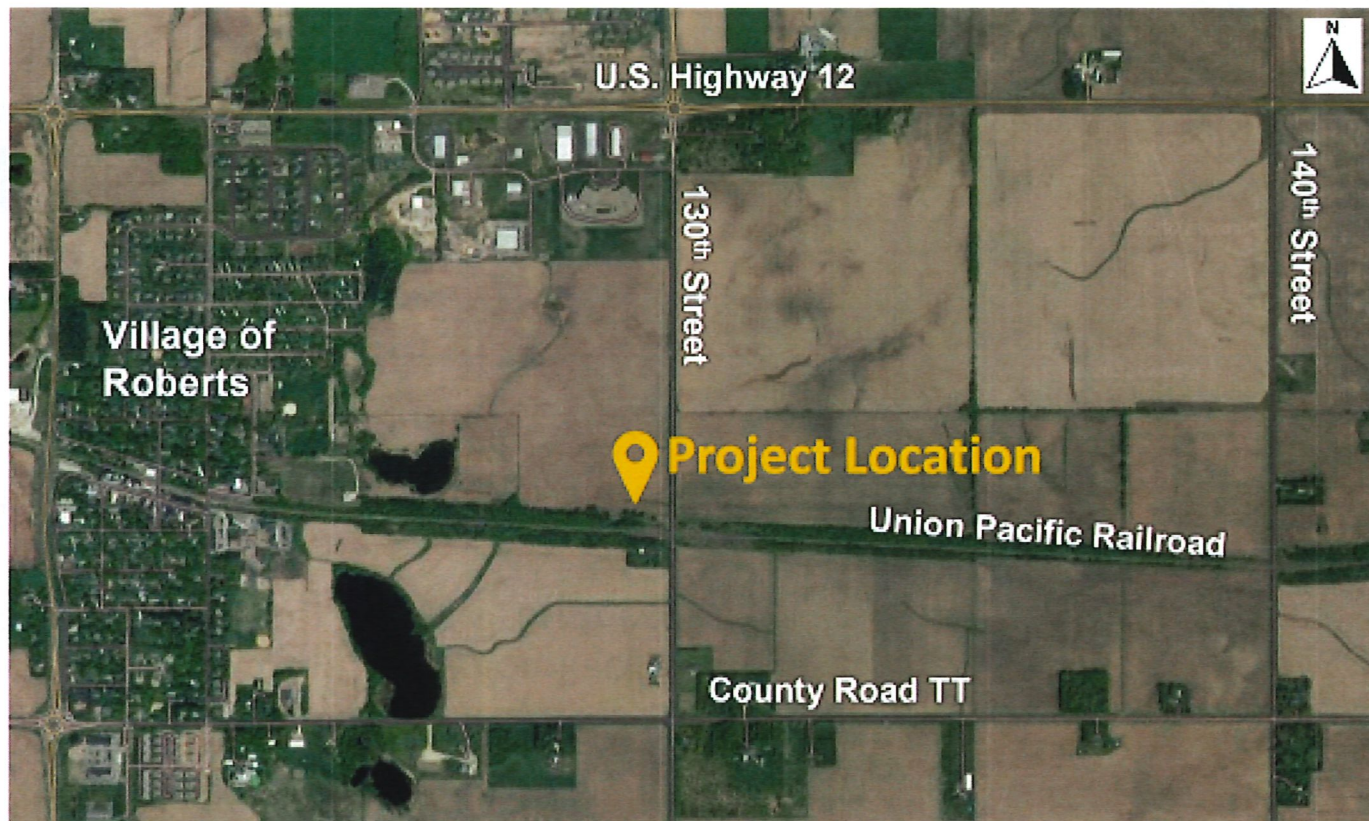 N
U.S. Highway 12
130th Street
140th Street
Village of
Roberts
Project Location
Union Pacific Railroad
County Road TT